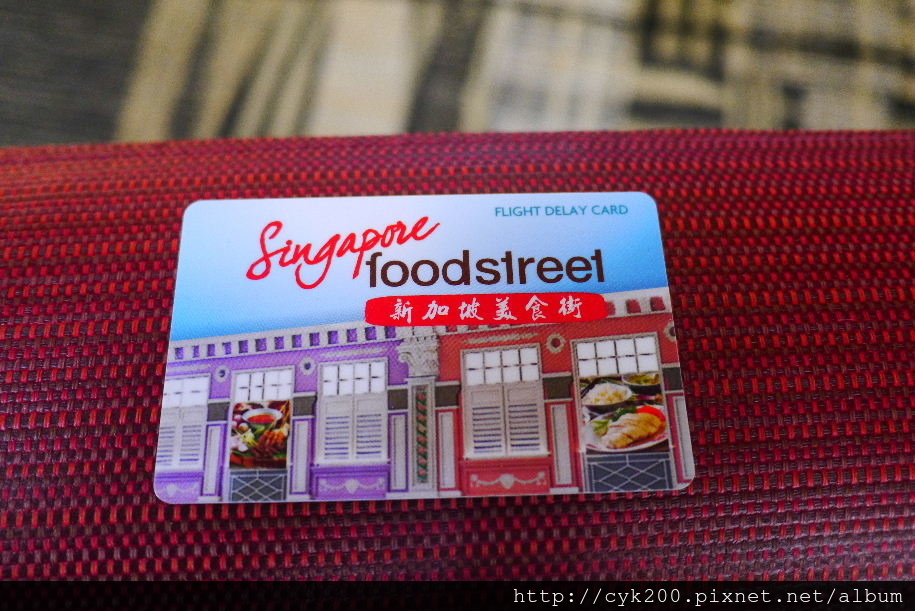 FLIGHT DELAY CARD
Singapore
foodstreet
新加坡美食街
http://cyk200.pixnet.net/album